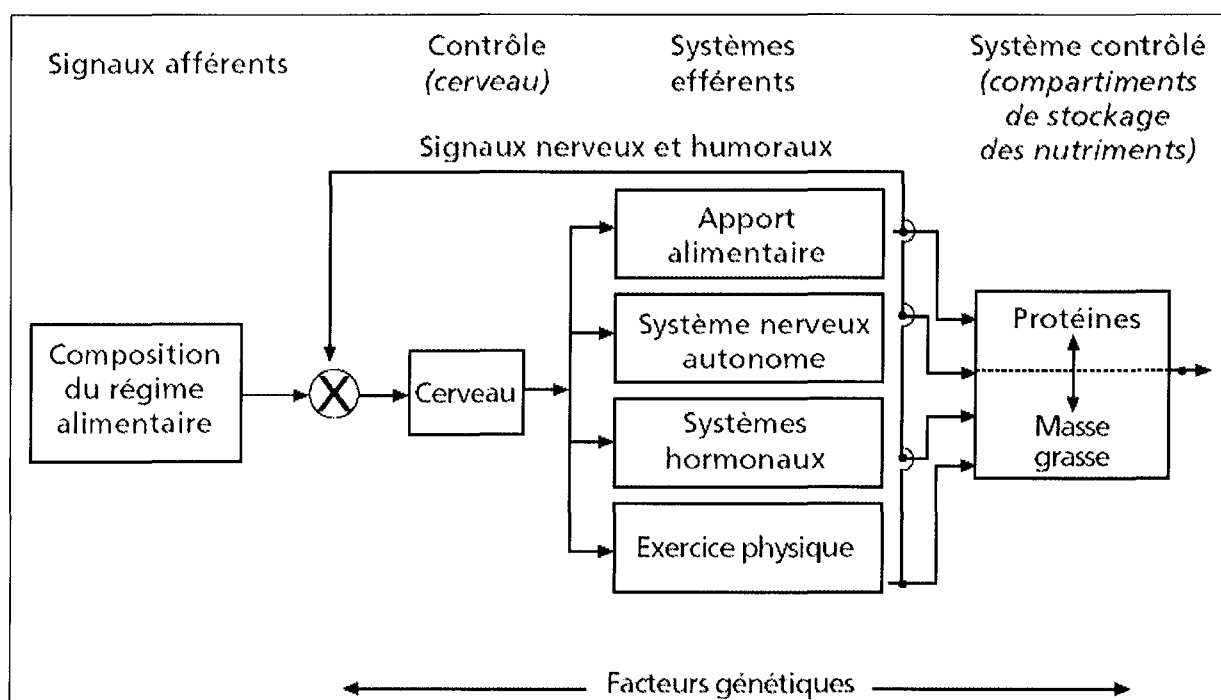 Signaux afférents
Contrôle
(cerveau)
Systèmes
efférents
Système contrôlé
(compartiments
de stockage
des nutriments)
Signaux nerveux et humoraux
Composition
du régime
alimentaire
X
Cerveau
Apport
alimentaire
Système nerveux
autonome
Systèmes
hormonaux
Exercice physique
Protéines
Masse
grasse
Facteurs génétiques